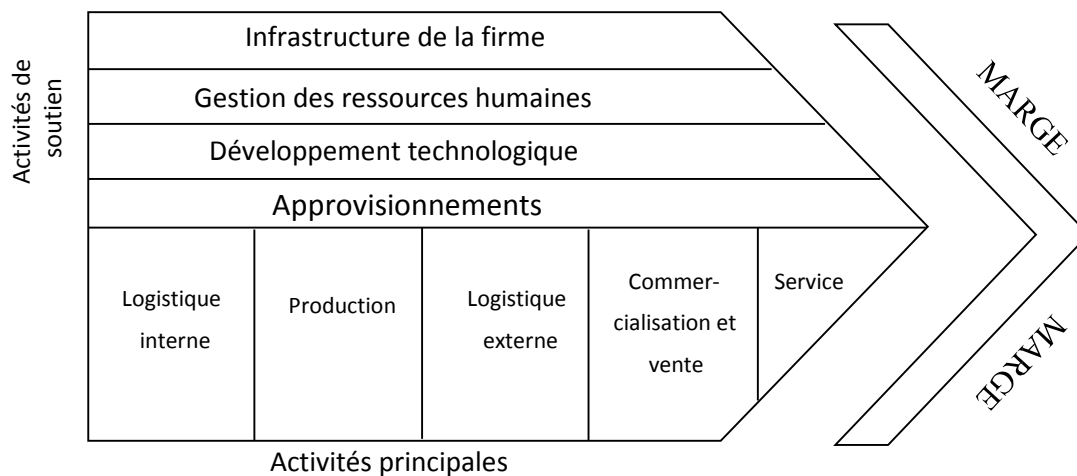 Activités de
soutien
Infrastructure de la firme
Gestion des ressources humaines
Développement technologique
Approvisionnements
Logistique
interne
Production
Logistique
externe
Commer-
cialisation et
vente
Service
Activités principales
MARGE
MARGE